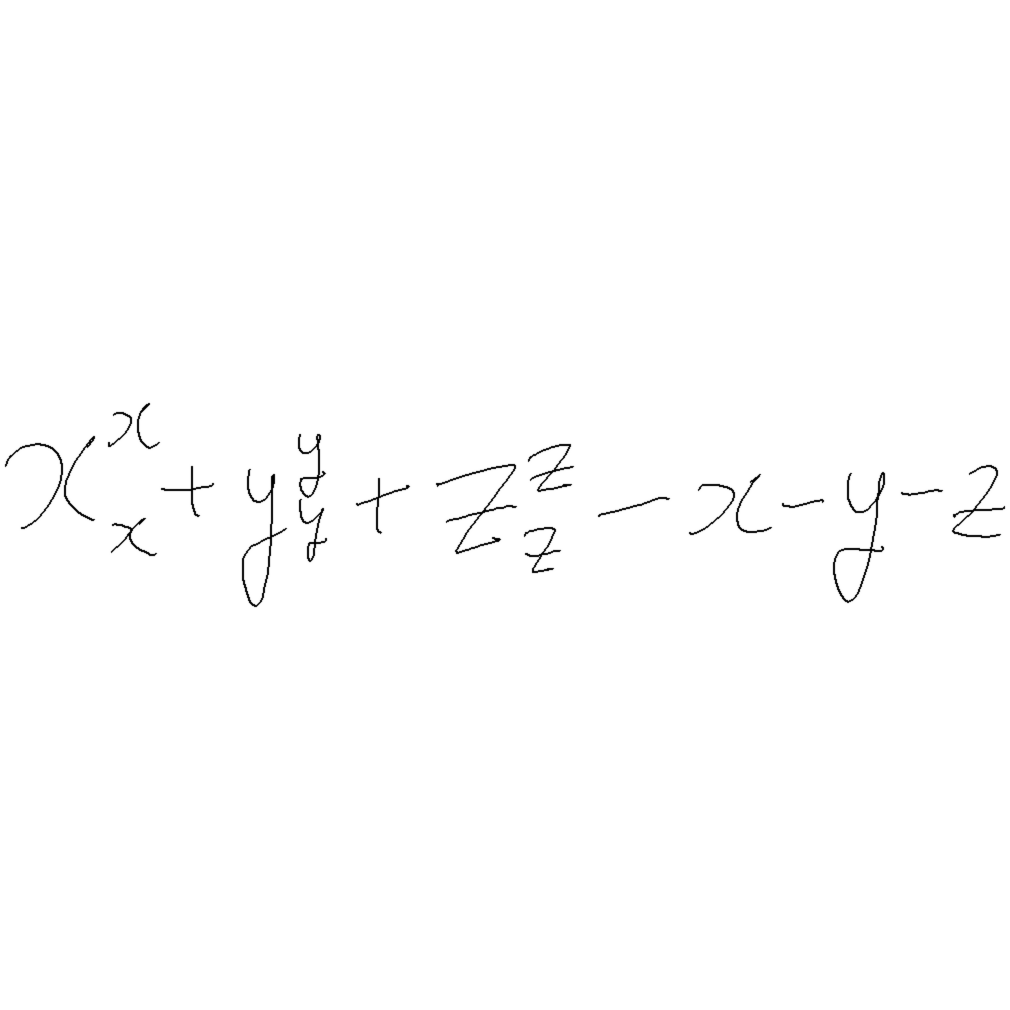 $x_x^x + y_y^y + z_z^z - x - y - z$